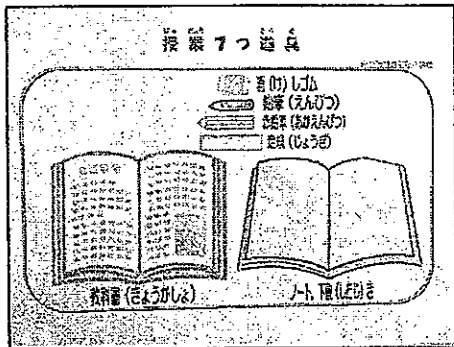 授業7つ道具
消(け)しゴム
鉛筆(えんぴつ)
赤鉛筆(あかえんぴつ)
定規(じょうぎ)
教科書(きょうかしょ)
ノート、下敷(したじ)き